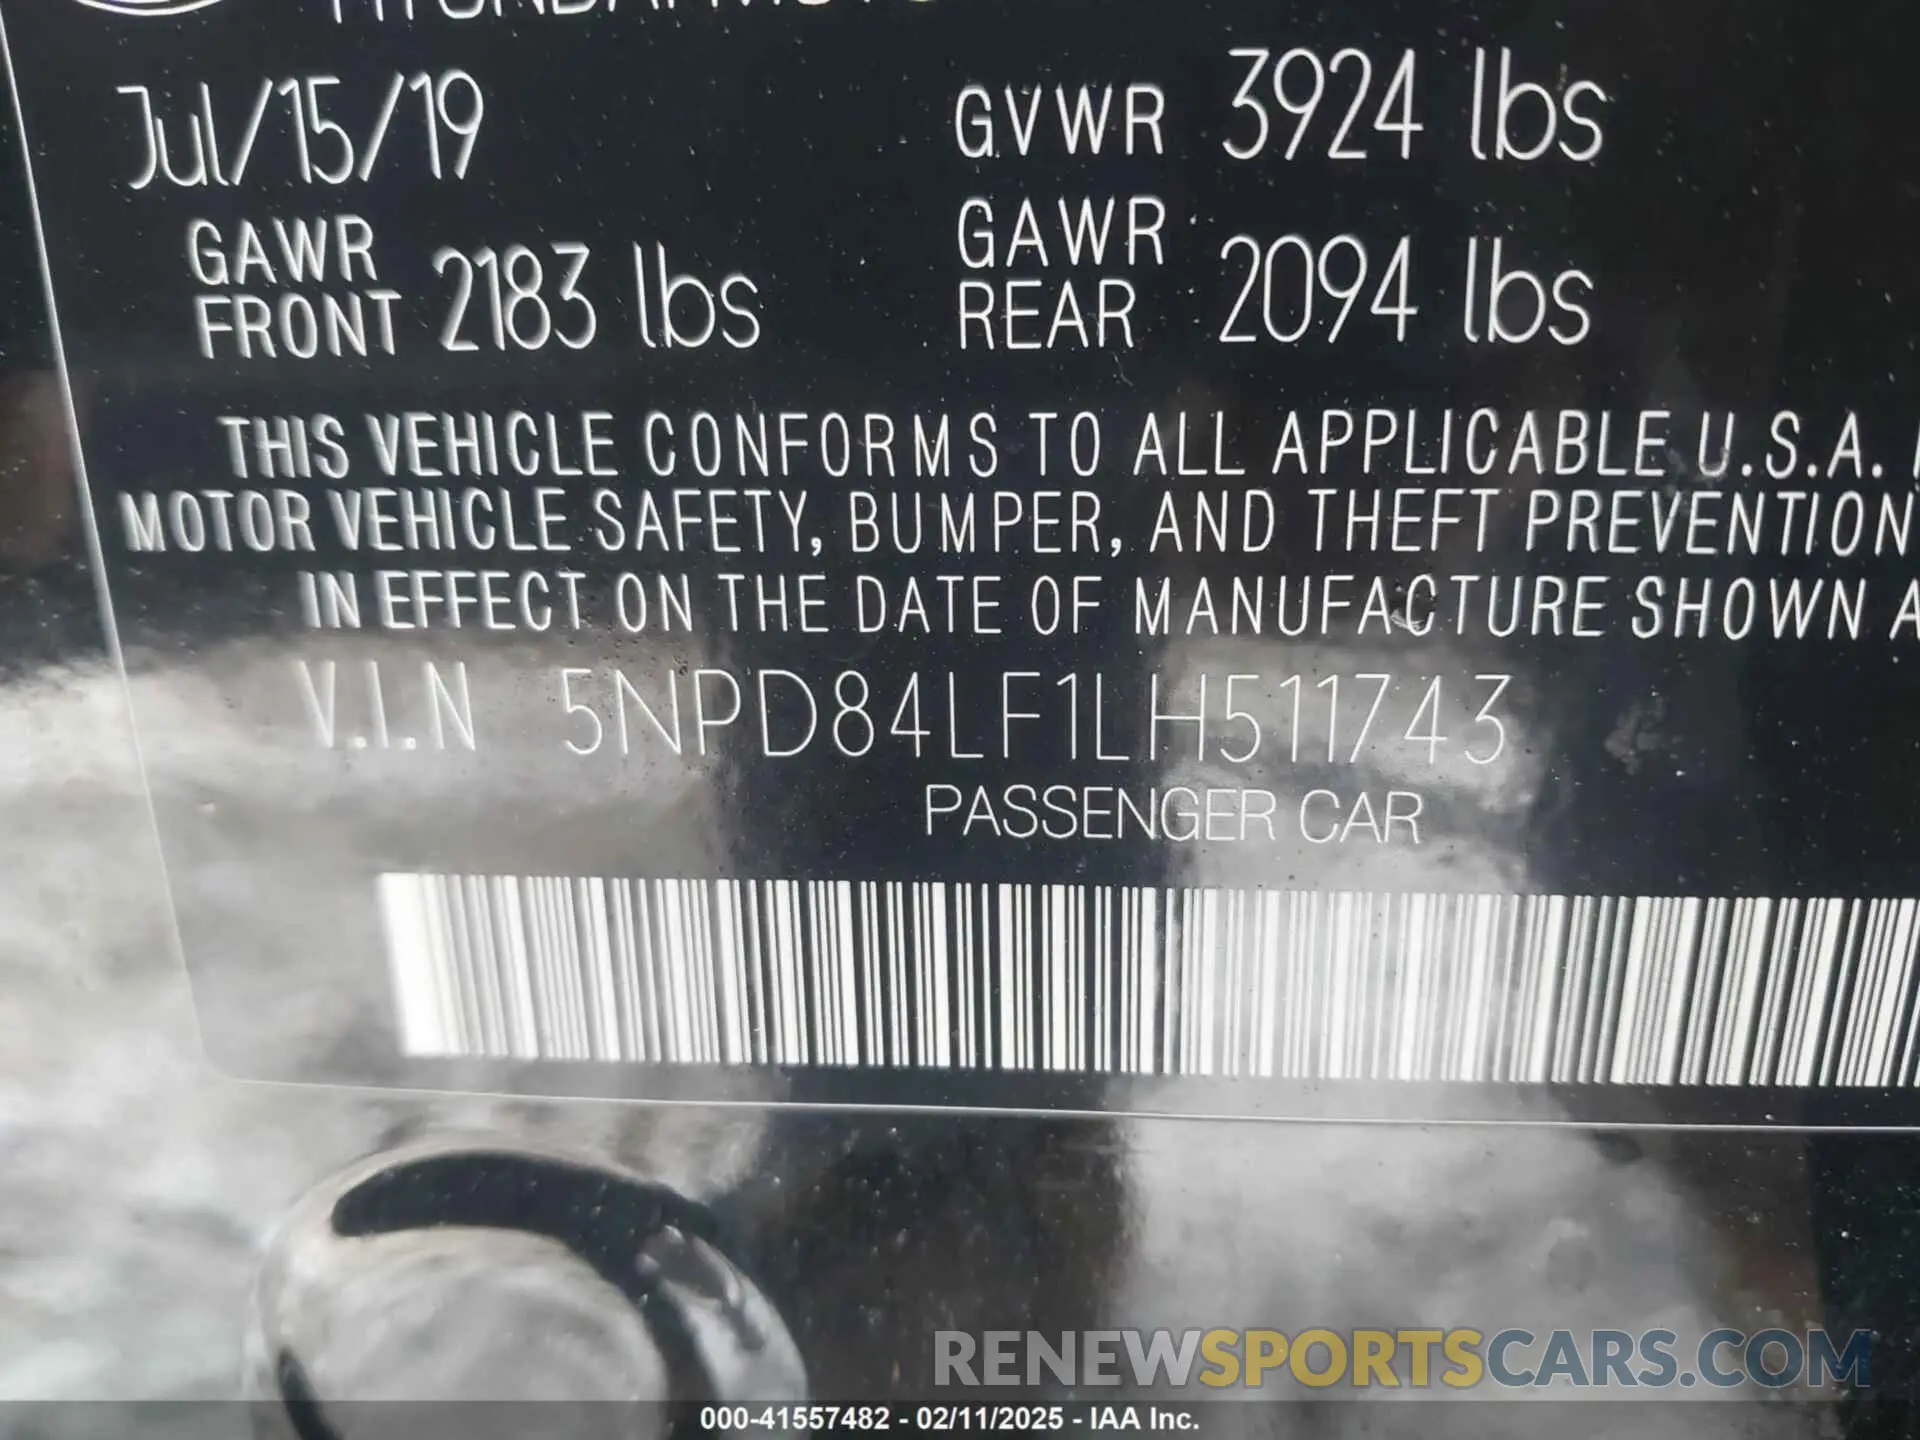 Jul/15/19 GVWR 3924 lbs
GAWR FRONT 2183 lbs GAWR REAR 2094 lbs
THIS VEHICLE CONFORMS TO ALL APPLICABLE U.S.A.
MOTOR VEHICLE SAFETY, BUMPER, AND THEFT PREVENTION
IN EFFECT ON THE DATE OF MANUFACTURE SHOWN A
V.I.N 5NPD84LF1LH511743
PASSENGER CAR
RENEWSPORTSCARS.COM
000-41557482 - 02/11/2025 - IAA Inc.